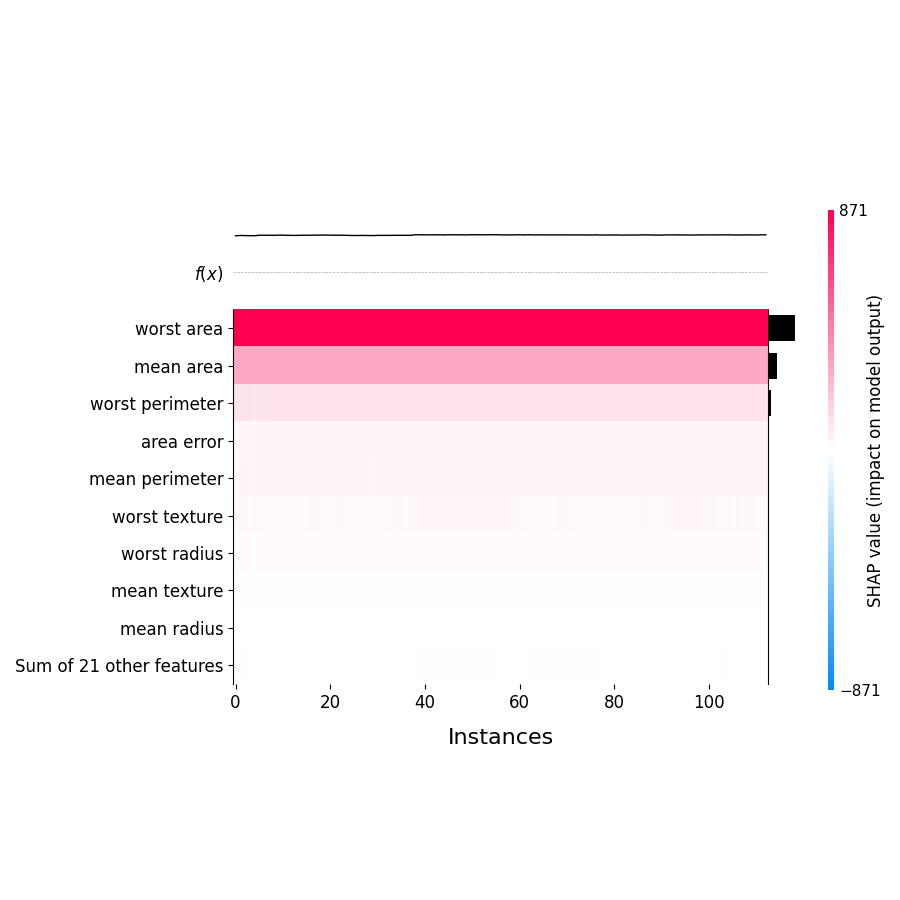 871
f(x)
worst area
mean area
worst perimeter
area error
mean perimeter
worst texture
worst radius
mean texture
mean radius
Sum of 21 other features
0 20 40 60 80 100
Instances
−871
SHAP value (impact on model output)